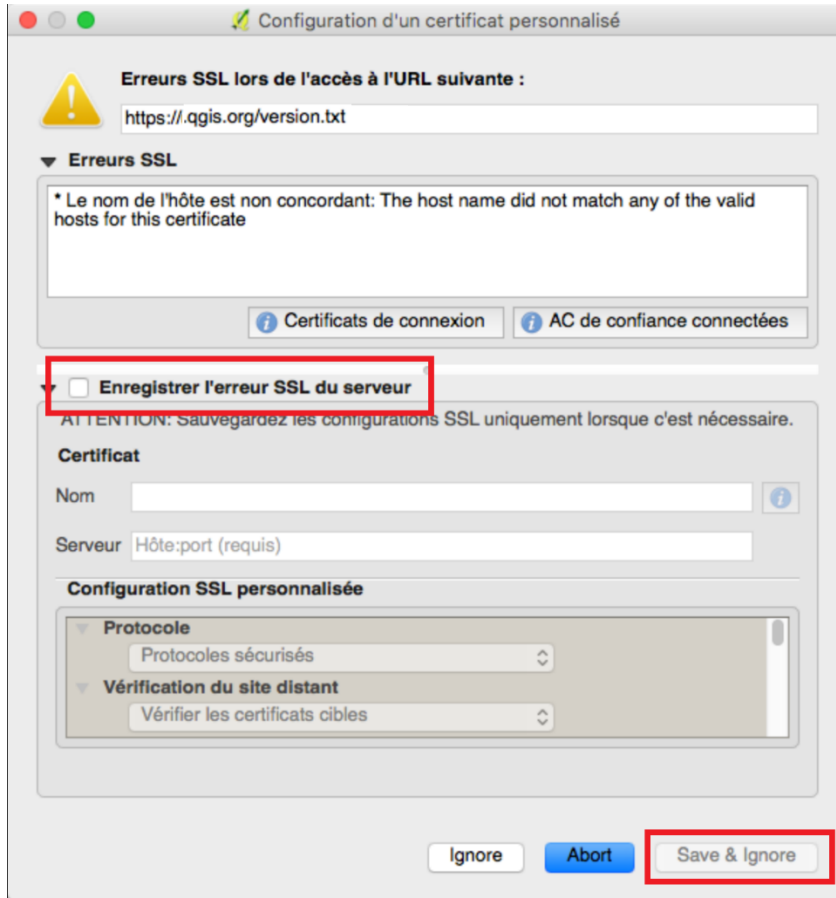 Configuration d'un certificat personnalisé
Erreurs SSL lors de l'accès à l'URL suivante :
https://.qgis.org/version.txt
Erreurs SSL
* Le nom de l'hôte est non concordant: The host name did not match any of the valid
hosts for this certificate
Certificats de connexion
AC de confiance connectées
Enregistrer l'erreur SSL du serveur
ATTENTION: Sauvegardez les configurations SSL uniquement lorsque c'est nécessaire.
Certificat
Nom
Serveur Hôte:port (requis)
Configuration SSL personnalisée
Protocole
Protocoles sécurisés
Vérification du site distant
Vérifier les certificats cibles
Ignore Abort Save & Ignore